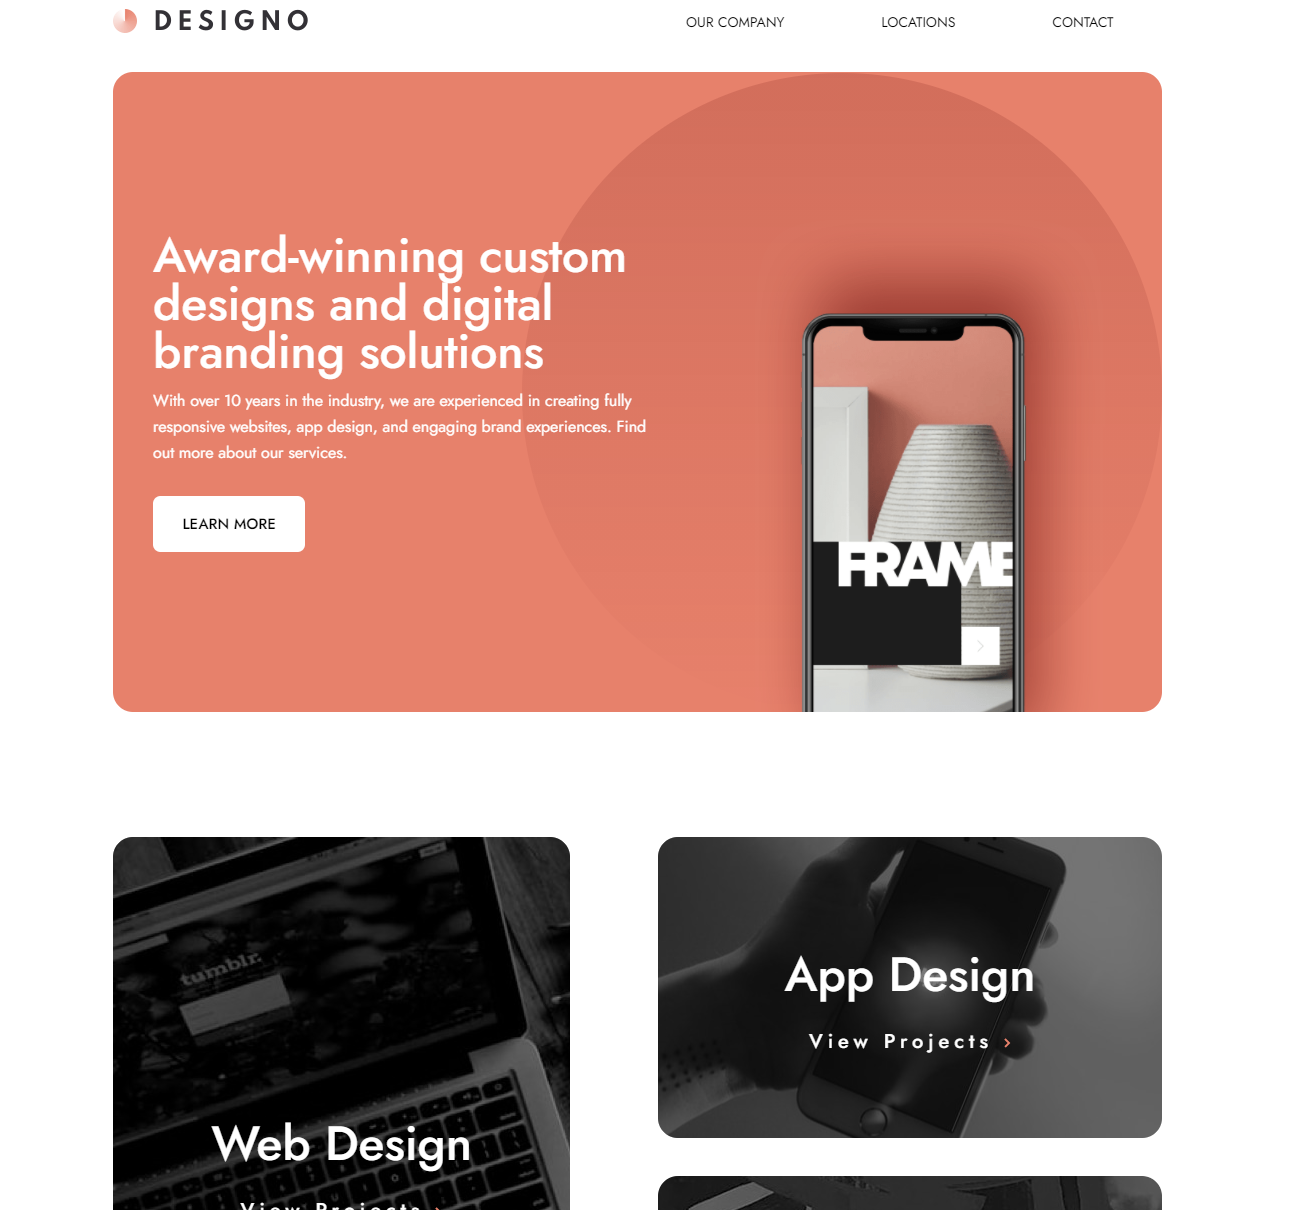 DESIGNO
OUR COMPANY
LOCATIONS
CONTACT
Award-winning custom
designs and digital
branding solutions
With over 10 years in the industry, we are experienced in creating fully
responsive websites, app design, and engaging brand experiences. Find
out more about our services.
LEARN MORE
FRAME
tumblr.
App Design
View Projects
Web Design
View Projects